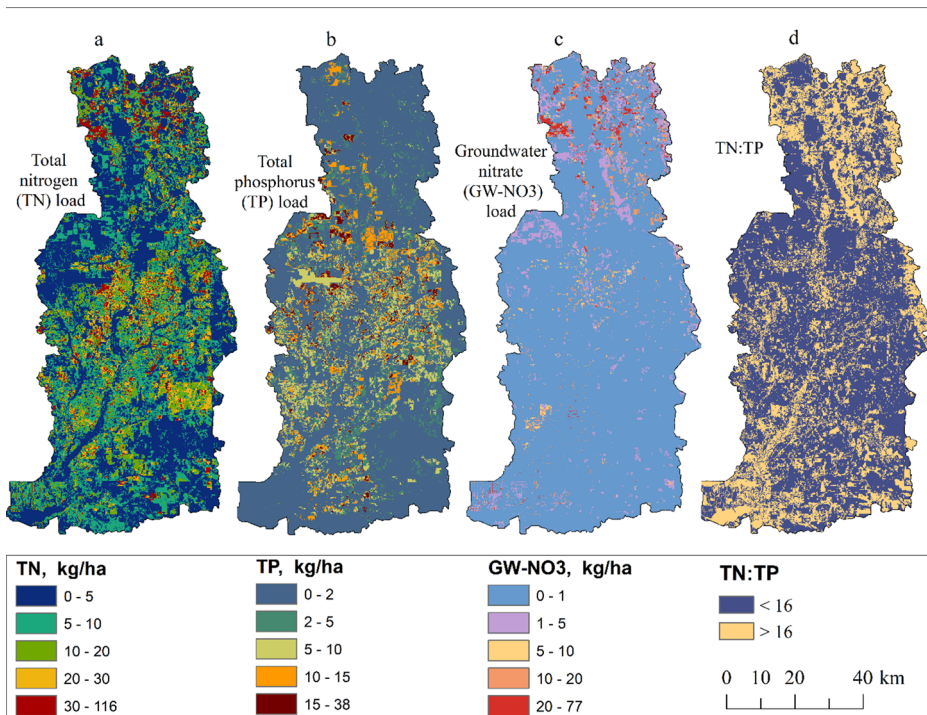 a
b
c
d
Total
nitrogen
(TN) load
Total
phosphorus
(TP) load
Groundwater
nitrate
(GW-NO3)
load
TN:TP
TN, kg/ha
0 - 5
5 - 10
10 - 20
20 - 30
30 - 116
TP, kg/ha
0 - 2
2 - 5
5 - 10
10 - 15
15 - 38
GW-NO3, kg/ha
0 - 1
1 - 5
5 - 10
10 - 20
20 - 77
TN:TP
< 16
> 16
0 10 20 40 km